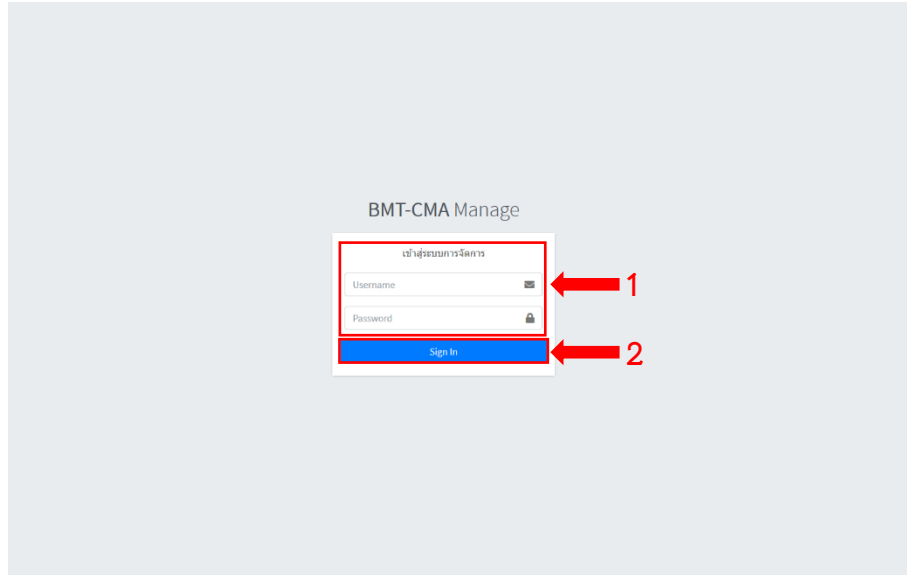 BMT-CMA Manage
เข้าสู่ระบบการจัดการ
Username
1
Password
Sign In
2